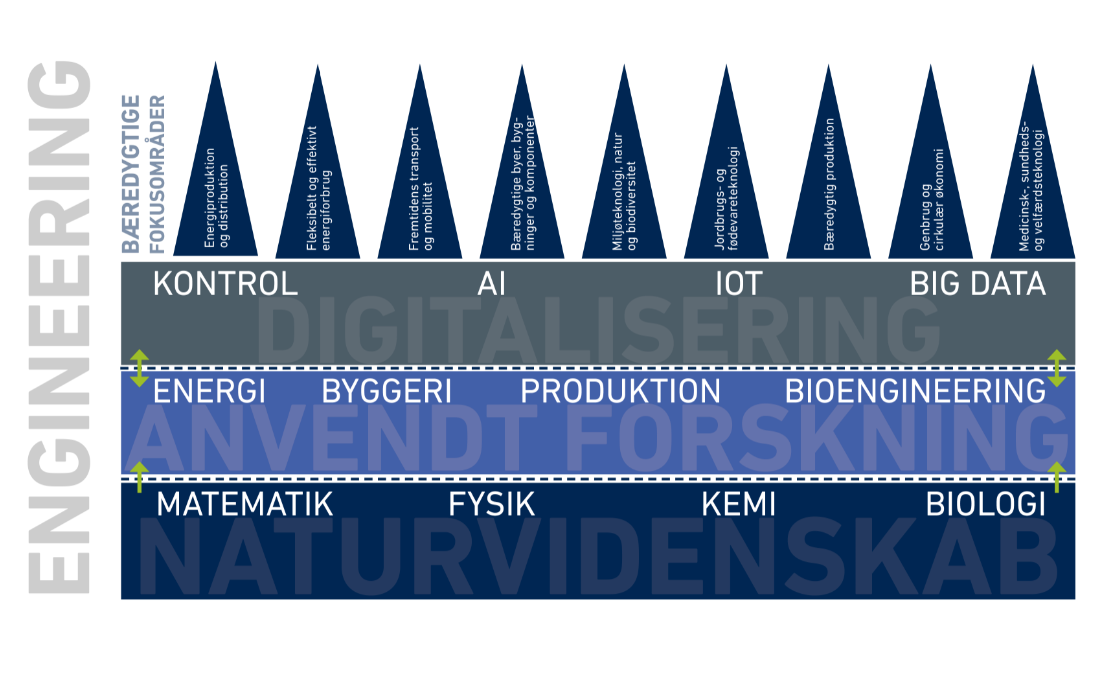 ENGINEERING
BÆREDYGTIGE
FOKUSOMRÅDER
Energiproduktion
og distribution
Fleksibelt og effektivt
energiforbrug
Fremtidens transport
og mobilitet
Bæredygtige byer, byg-
ninger og komponenter
Miljøteknologi, natur
og biodiversitet
Jordbrugs- og
fødevareteknologi
Bæredygtig produktion
Genbrug og
cirkulær økonomi
Medicinsk-, sundheds-
og velfærdsteknologi
KONTROL AI IOT BIG DATA
DIGITALISERING
ENERGI BYGGERI PRODUKTION BIOENGINEERING
ANVENDT FORSKNING
MATEMATIK FYSIK KEMI BIOLOGI
NATURVIDENSKAB